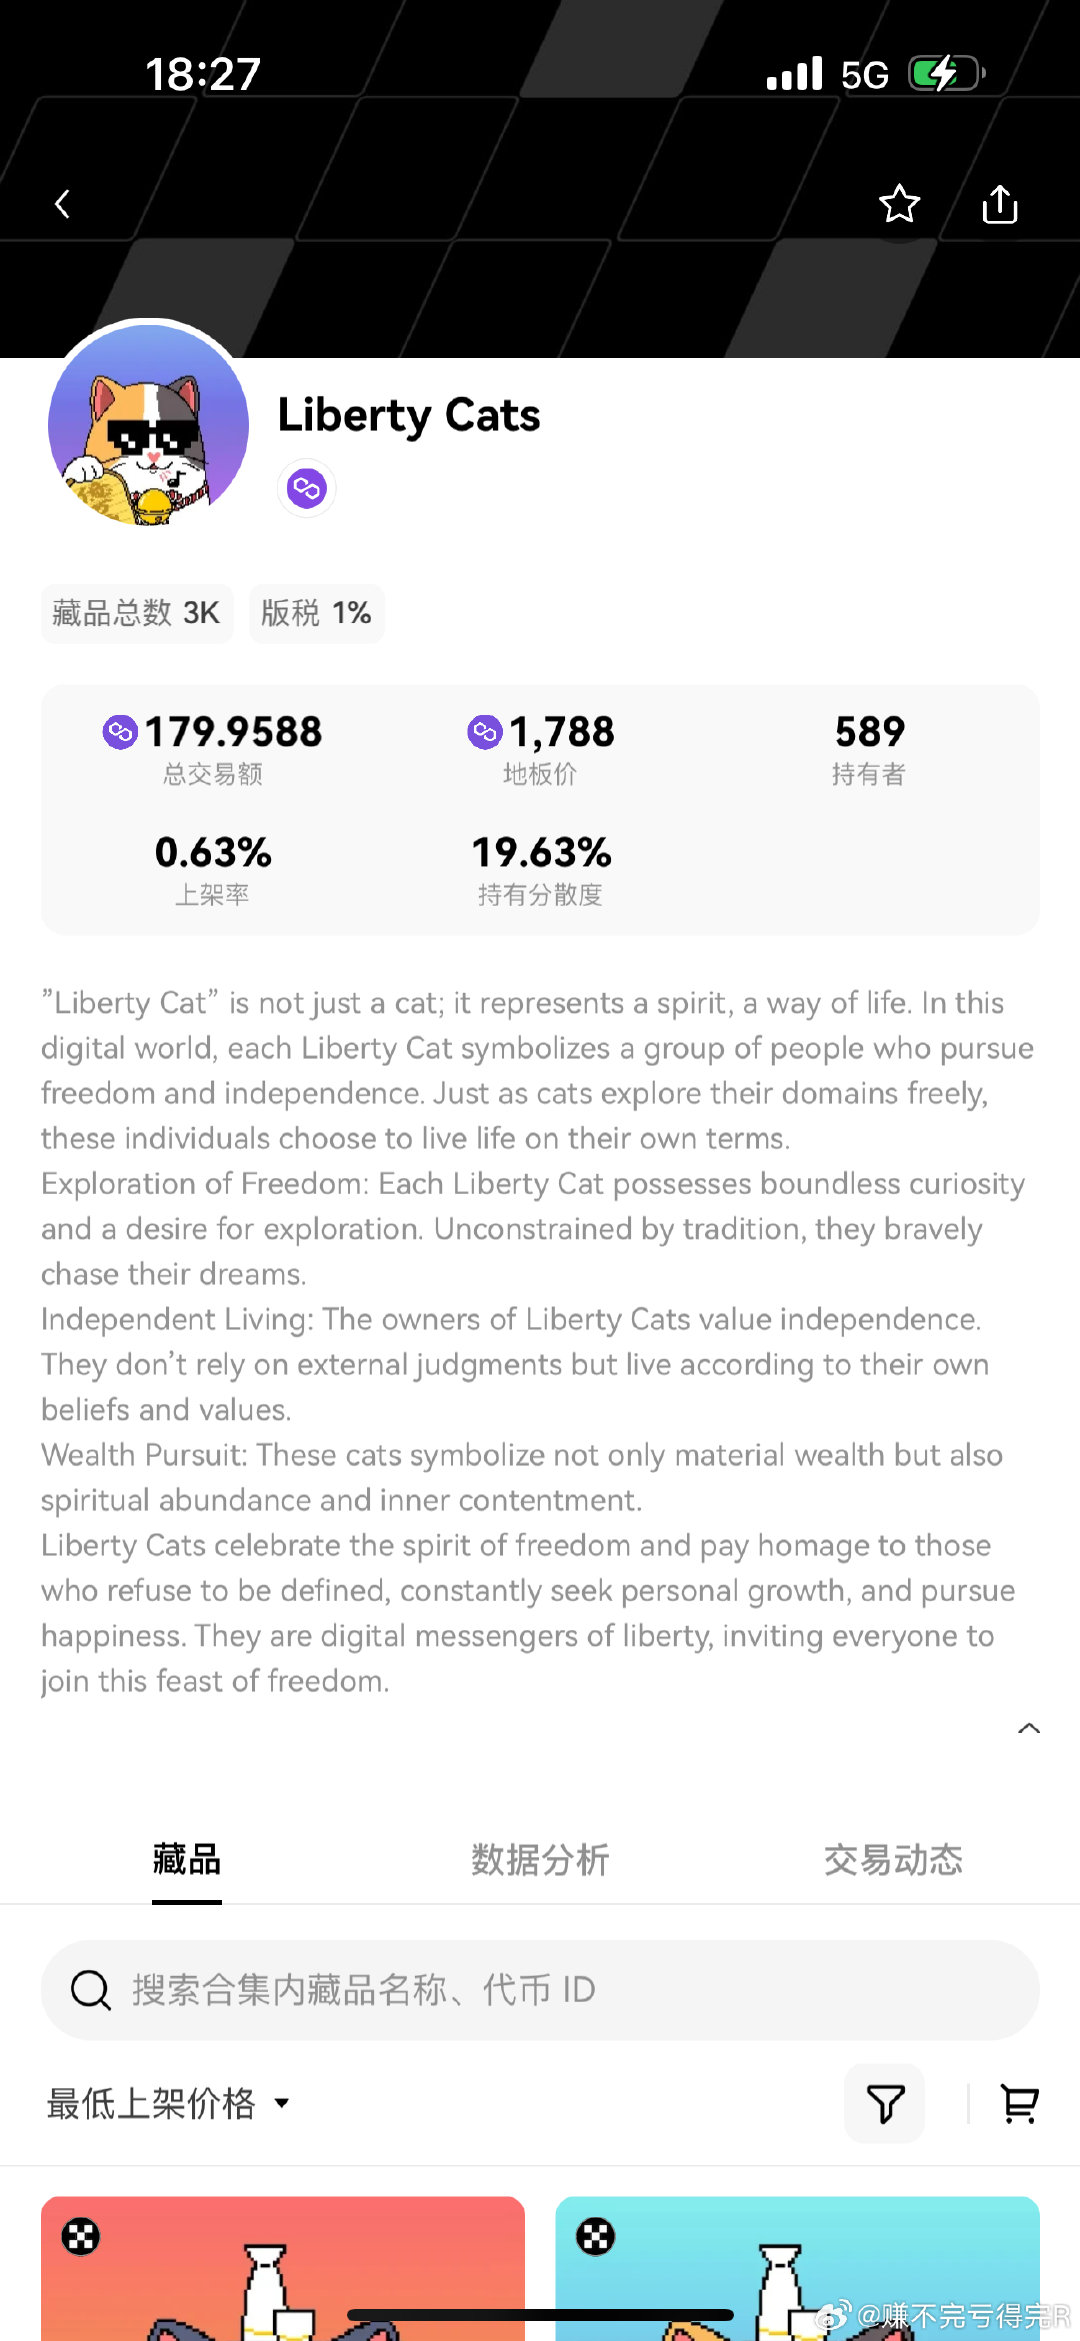 18:27
5G
Liberty Cats
藏品总数 3K 版税 1%
179.9588 1,788 589
总交易额 地板价 持有者
0.63% 19.63%
上架率 持有分散度
”Liberty Cat” is not just a cat; it represents a spirit, a way of life. In this
digital world, each Liberty Cat symbolizes a group of people who pursue
freedom and independence. Just as cats explore their domains freely,
these individuals choose to live life on their own terms.
Exploration of Freedom: Each Liberty Cat possesses boundless curiosity
and a desire for exploration. Unconstrained by tradition, they bravely
chase their dreams.
Independent Living: The owners of Liberty Cats value independence.
They don’t rely on external judgments but live according to their own
beliefs and values.
Wealth Pursuit: These cats symbolize not only material wealth but also
spiritual abundance and inner contentment.
Liberty Cats celebrate the spirit of freedom and pay homage to those
who refuse to be defined, constantly seek personal growth, and pursue
happiness. They are digital messengers of liberty, inviting everyone to
join this feast of freedom.
藏品 数据分析 交易动态
搜索合集内藏品名称、代币 ID
最低上架价格
@赚不完亏得完R